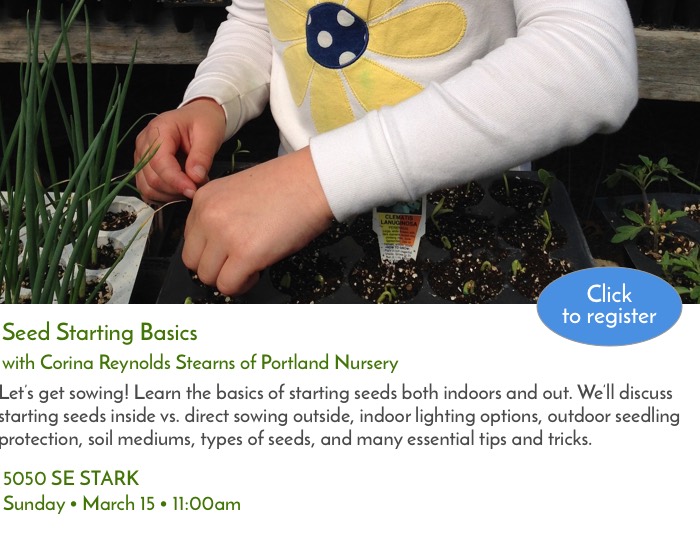 CLEMATIS
LANUGINOSA
Click
to register
Seed Starting Basics
with Corina Reynolds Stearns of Portland Nursery
Let's get sowing! Learn the basics of starting seeds both indoors and out. We'll discuss
starting seeds inside vs. direct sowing outside, indoor lighting options, outdoor seedling
protection, soil mediums, types of seeds, and many essential tips and tricks.
5050 SE STARK
Sunday • March 15 • 11:00am